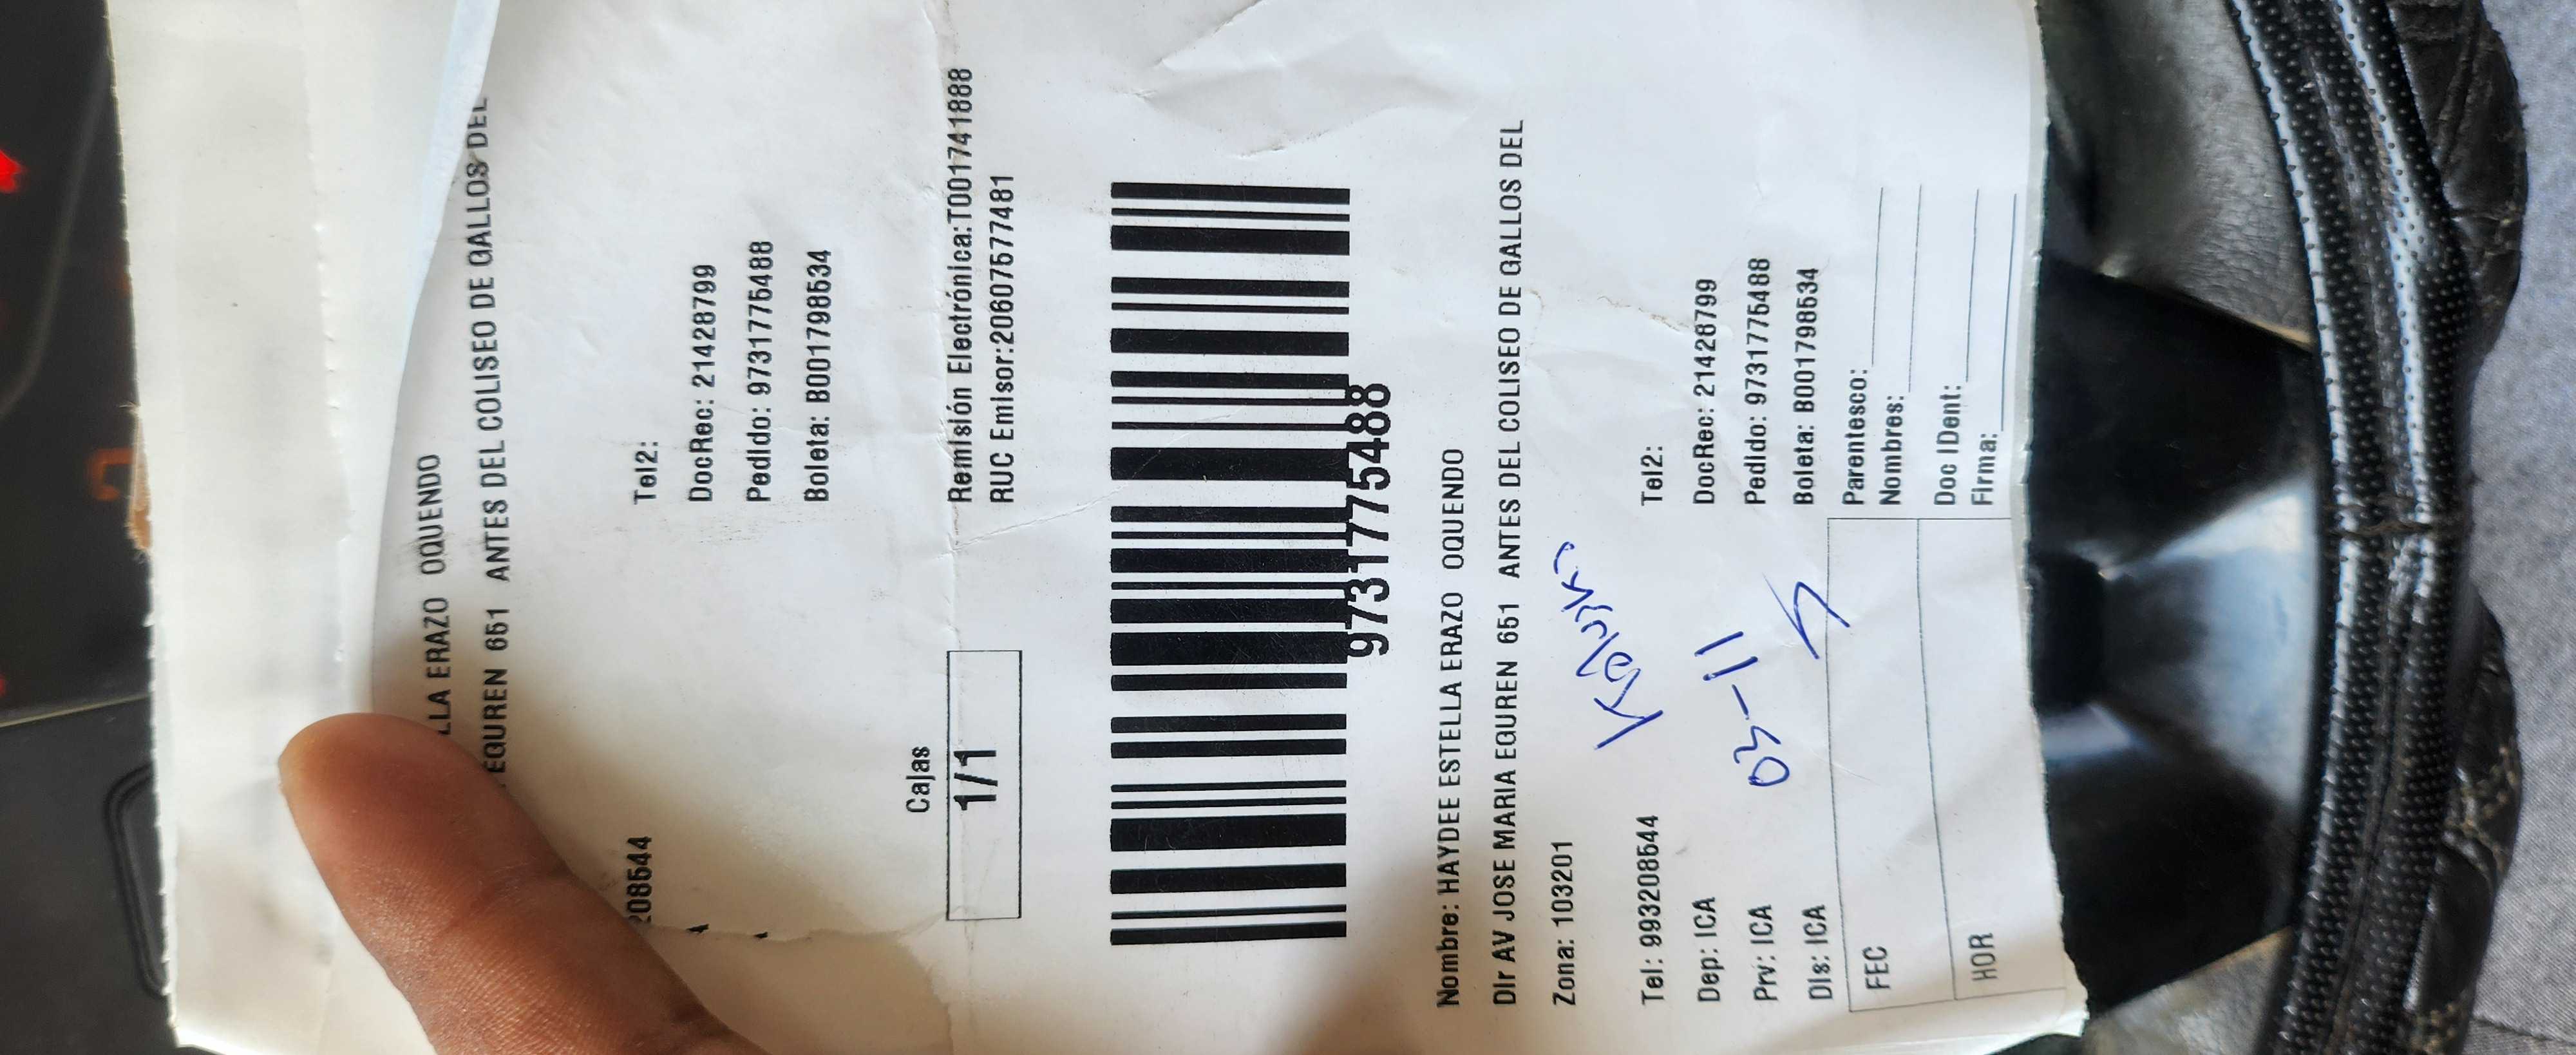 LLA ERAZO OQUENDO
EGUREN 651 ANTES DEL COLISEO DE GALLOS DEL
208544
Tel2:
DocRec: 21428799
Pedido: 9731775488
Boleta: B001798534
Cajas
1/1
Remisión Electrónica:T001741888
RUC Emisor:20607577481
9731775488
Nombre: HAYDEE ESTELLA ERAZO OQUENDO
Dir AV JOSE MARIA EGUREN 651 ANTES DEL COLISEO DE GALLOS DEL
Zona: 103201
Tel: 993208544
Tel2:
Dep: ICA
DocRec: 21428799
Prv: ICA
Pedido: 9731775488
Dis: ICA
Boleta: B001798534
03-11
FEC
HOR
Parentesco:
Nombres:
Doc IDent:
Firma: